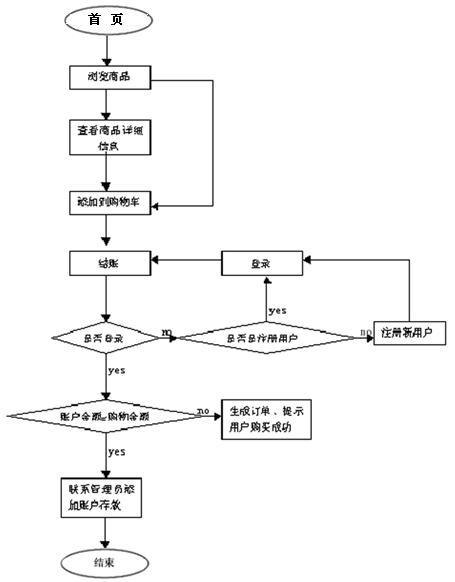 首 页
浏览商品
查看商品详细
信息
添加到购物车
结账
登录
yes
是否登录
no
是否是注册用户
no
注册新用户
yes
账户金额=购物金额
no
生成订单、提示
用户购买成功
yes
联系管理员添
加账户存款
结束